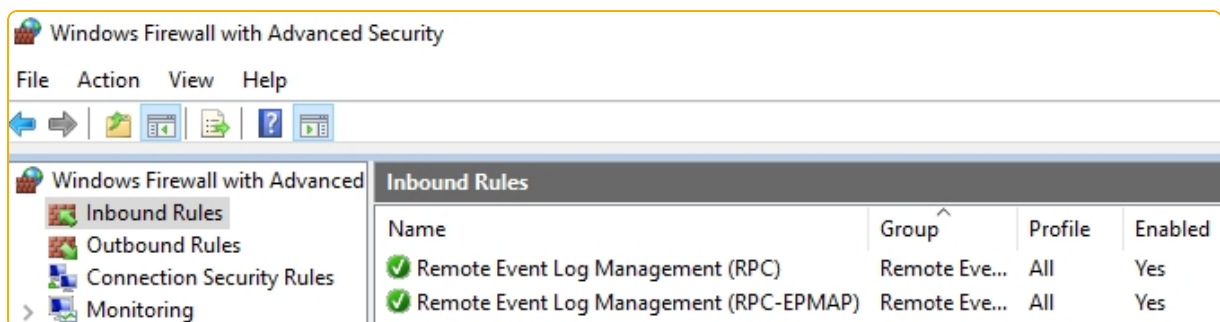 Windows Firewall with Advanced Security
File Action View Help
Windows Firewall with Advanced
Inbound Rules
Outbound Rules
Connection Security Rules
Monitoring
Inbound Rules
Name Group Profile Enabled
Remote Event Log Management (RPC) Remote Eve... All Yes
Remote Event Log Management (RPC-EPMAP) Remote Eve... All Yes